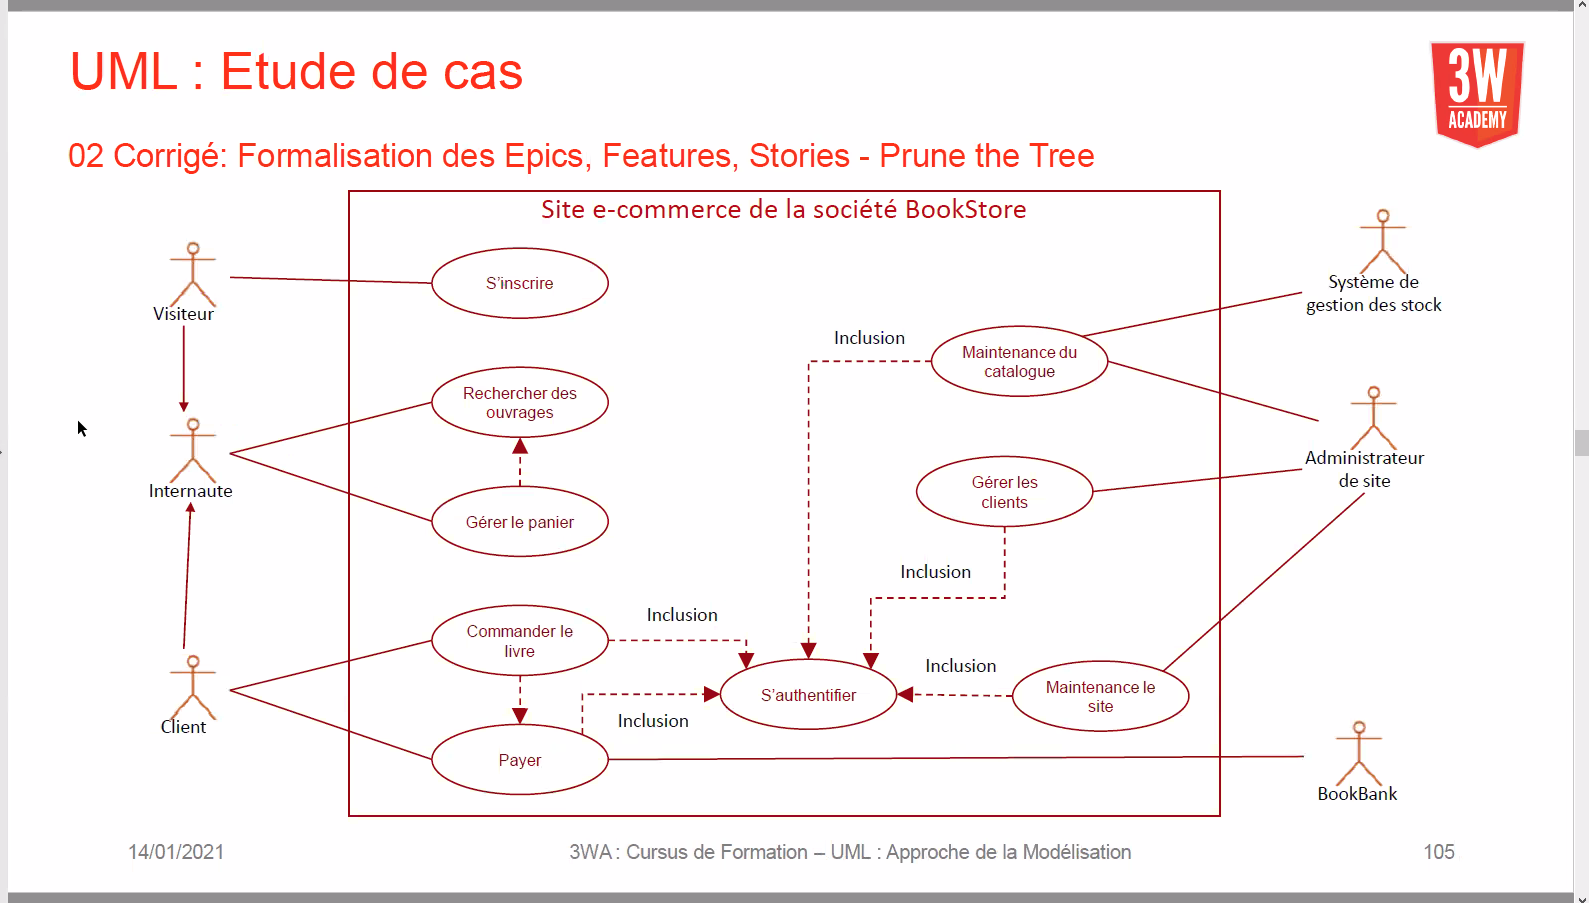 UML : Etude de cas
3W
ACADEMY
02 Corrigé: Formalisation des Epics, Features, Stories - Prune the Tree
Site e-commerce de la société BookStore
Visiteur
S'inscrire
Système de
gestion des stock
Inclusion
Maintenance du
catalogue
Rechercher des
ouvrages
Internaute
Administrateur
de site
Gérer les
clients
Gérer le panier
Inclusion
Commander le
livre
Inclusion
Inclusion
S'authentifier
Maintenance le
site
Client
Inclusion
Payer
BookBank
14/01/2021
3WA : Cursus de Formation – UML : Approche de la Modélisation
105